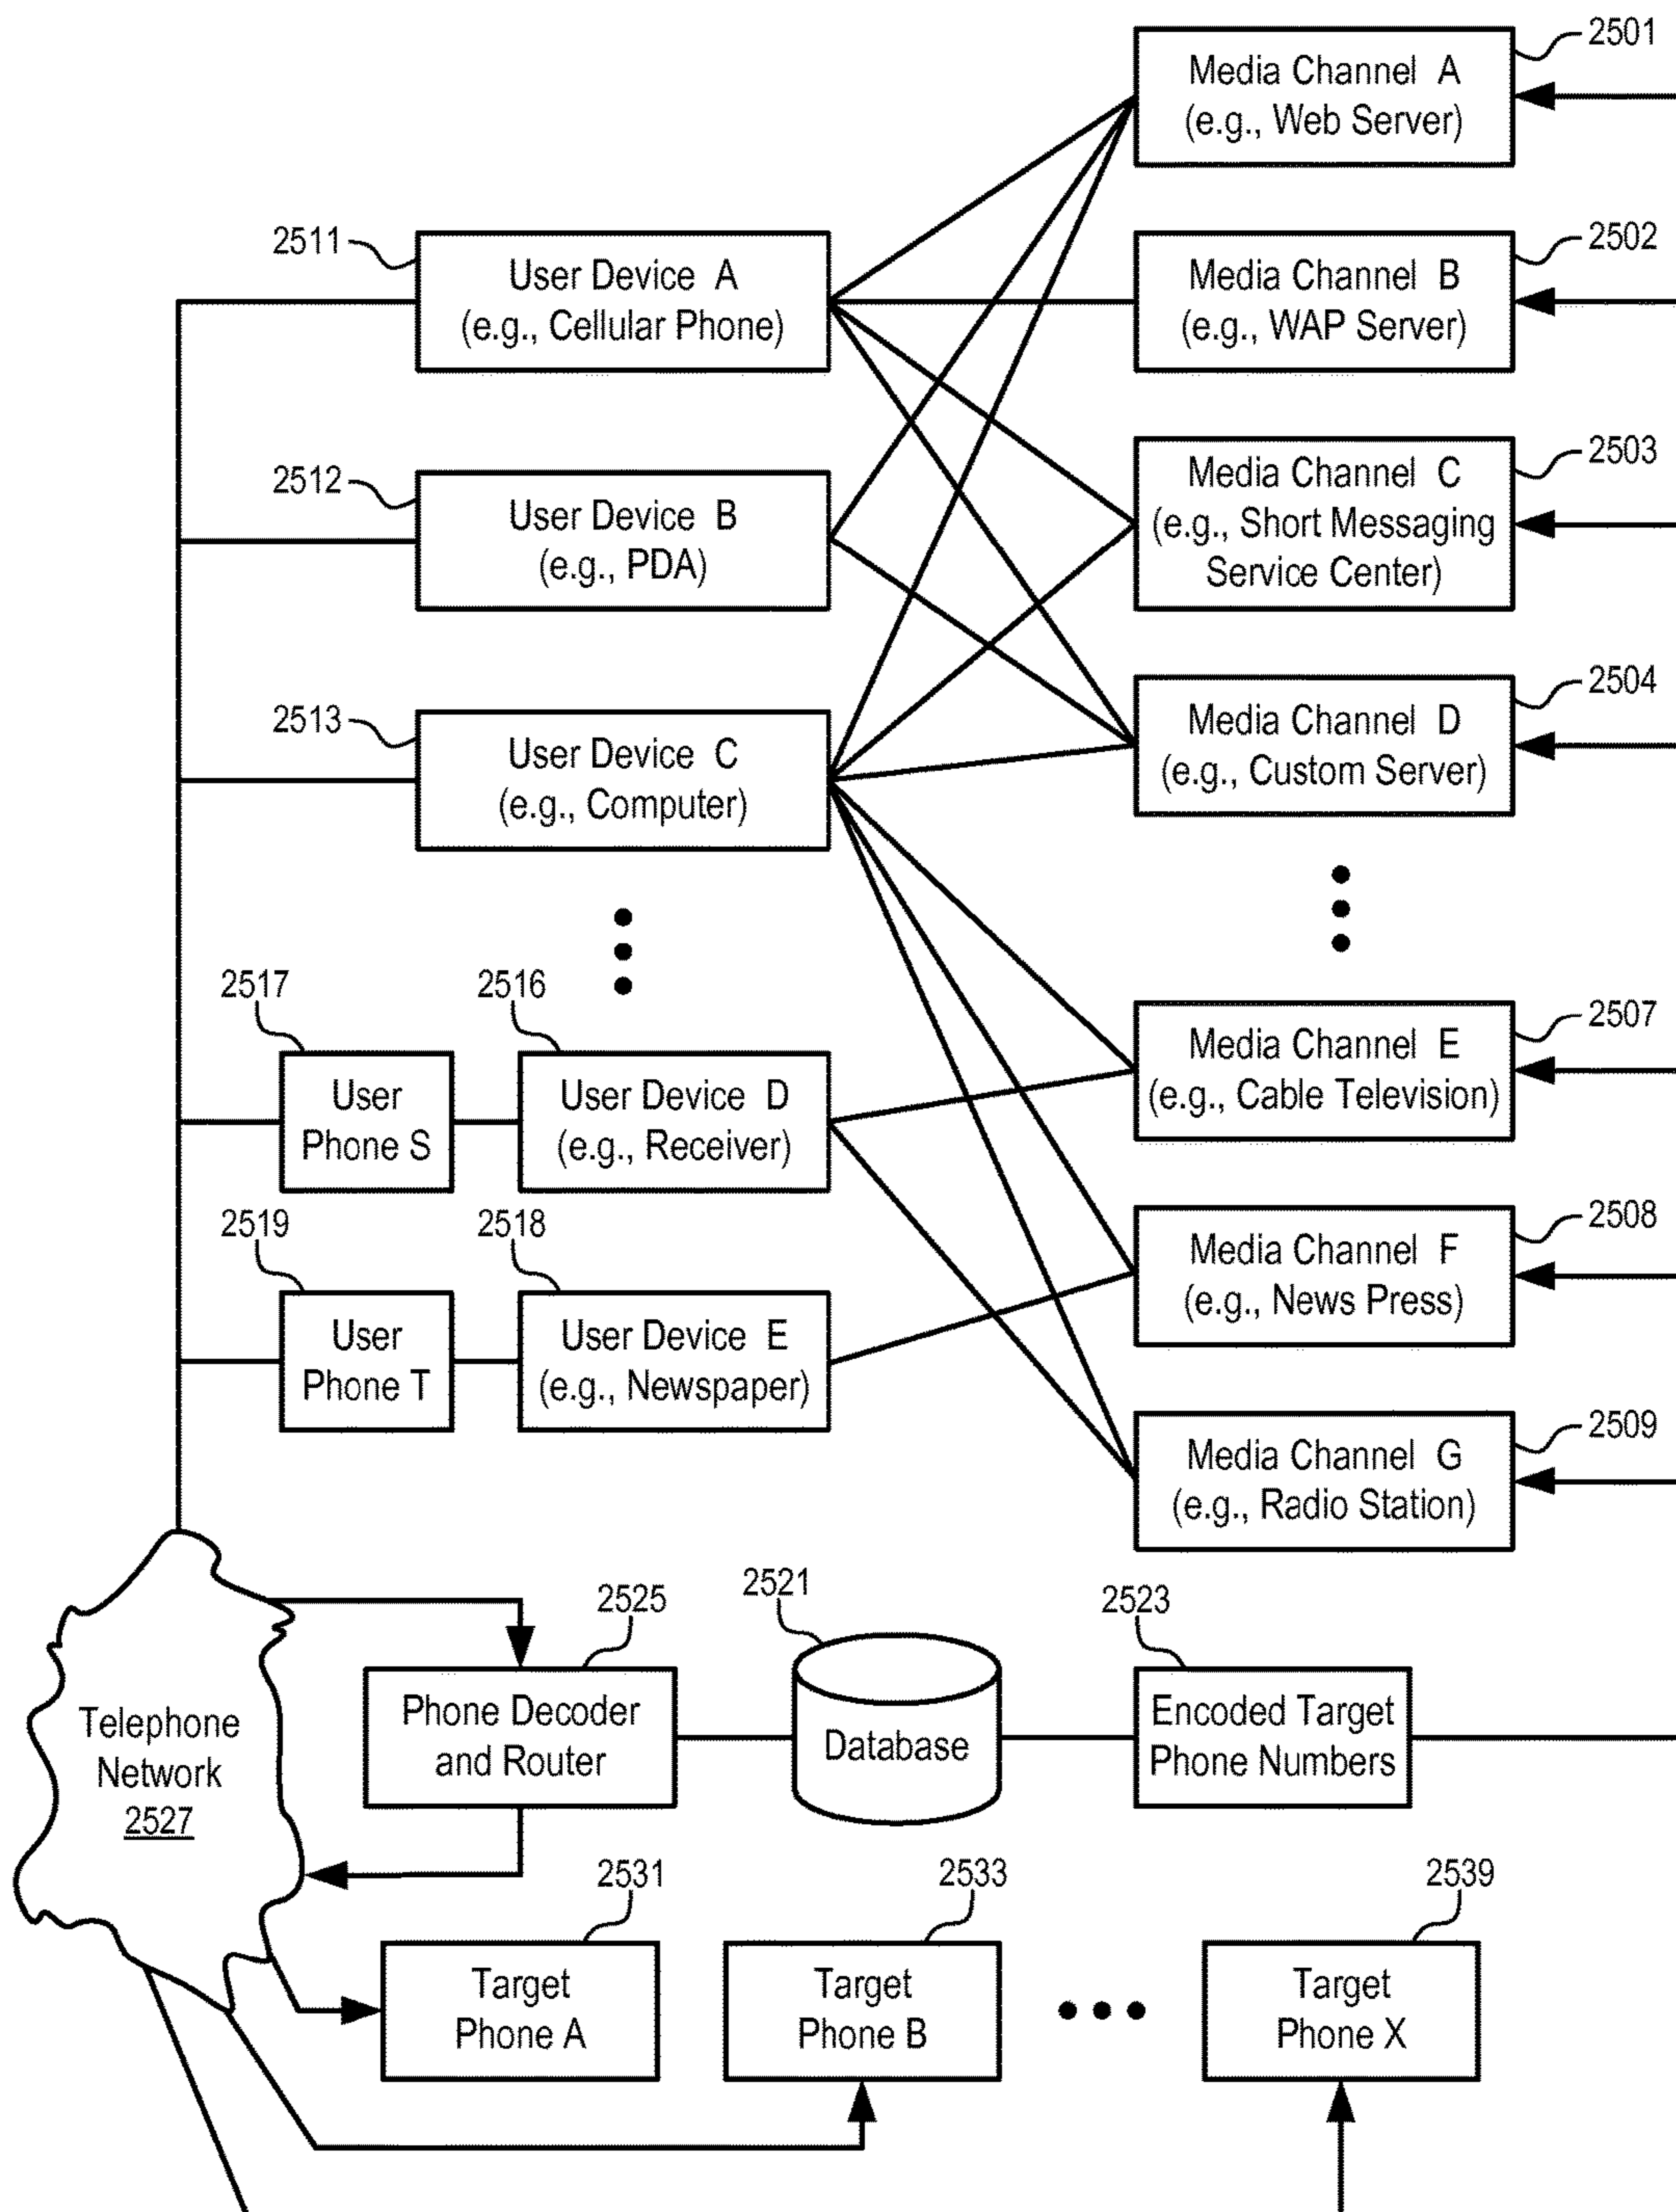 2501
Media Channel A
(e.g., Web Server)
2511
User Device A
(e.g., Cellular Phone)
2502
Media Channel B
(e.g., WAP Server)
2512
User Device B
(e.g., PDA)
2503
Media Channel C
(e.g., Short Messaging
Service Center)
2513
User Device C
(e.g., Computer)
2504
Media Channel D
(e.g., Custom Server)
2517
User
Phone S
2516
User Device D
(e.g., Receiver)
2507
Media Channel E
(e.g., Cable Television)
2519
User
Phone T
2518
User Device E
(e.g., Newspaper)
2508
Media Channel F
(e.g., News Press)
2509
Media Channel G
(e.g., Radio Station)
Telephone
Network
2527
2525
Phone Decoder
and Router
2521
Database
2523
Encoded Target
Phone Numbers
2531
Target
Phone A
2533
Target
Phone B
2539
Target
Phone X